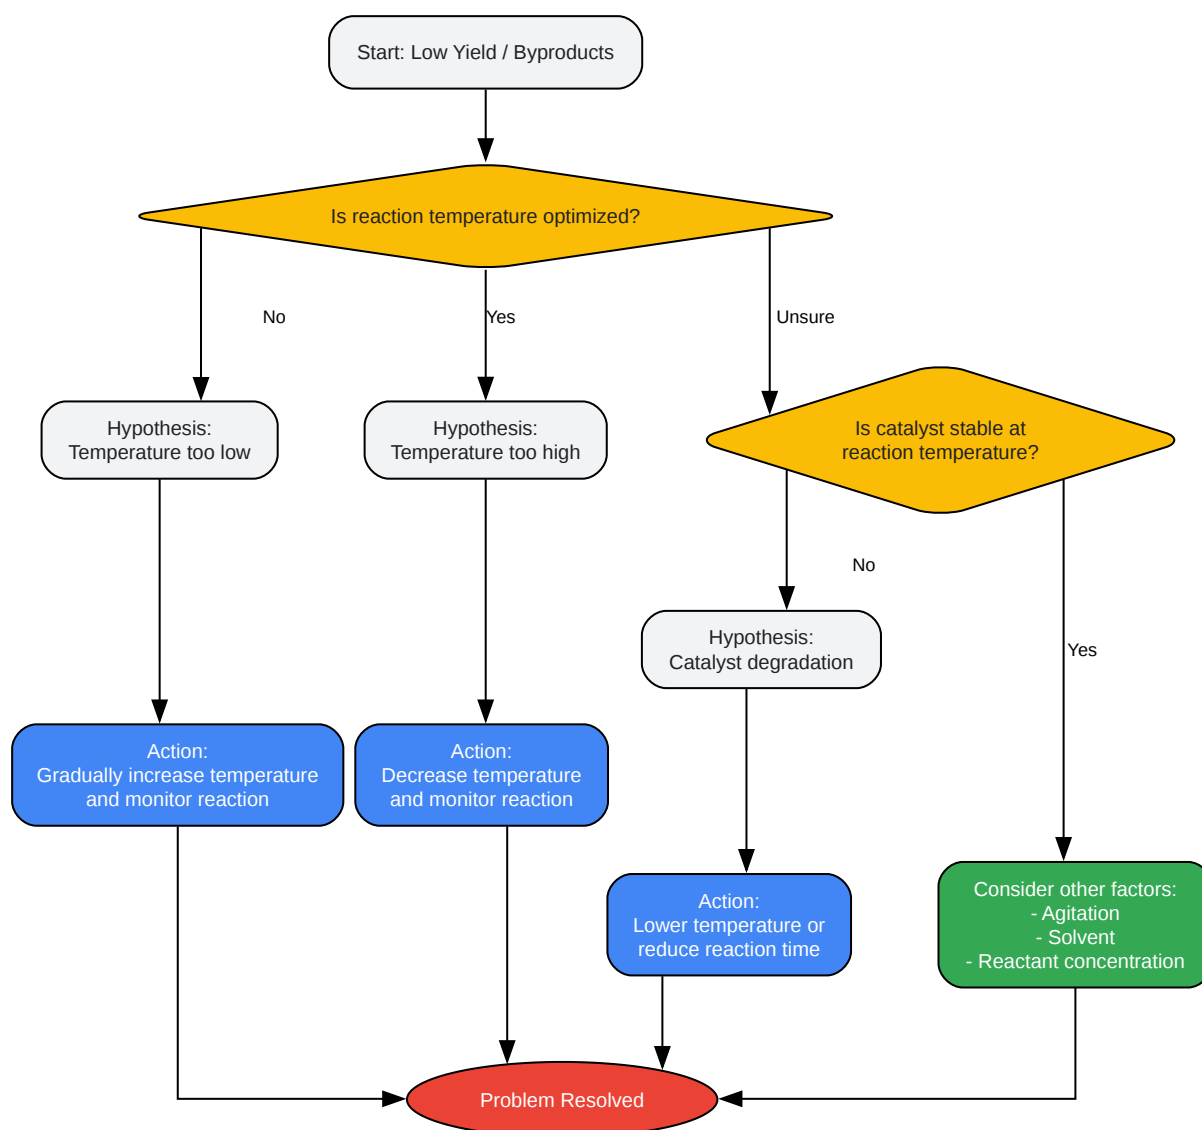 Start: Low Yield / Byproducts
Is reaction temperature optimized?
No
Yes
Unsure
Hypothesis:
Temperature too low
Hypothesis:
Temperature too high
Is catalyst stable at
reaction temperature?
No
Hypothesis:
Catalyst degradation
Yes
Action:
Gradually increase temperature
and monitor reaction
Action:
Decrease temperature
and monitor reaction
Action:
Lower temperature or
reduce reaction time
Consider other factors:
- Agitation
- Solvent
- Reactant concentration
Problem Resolved